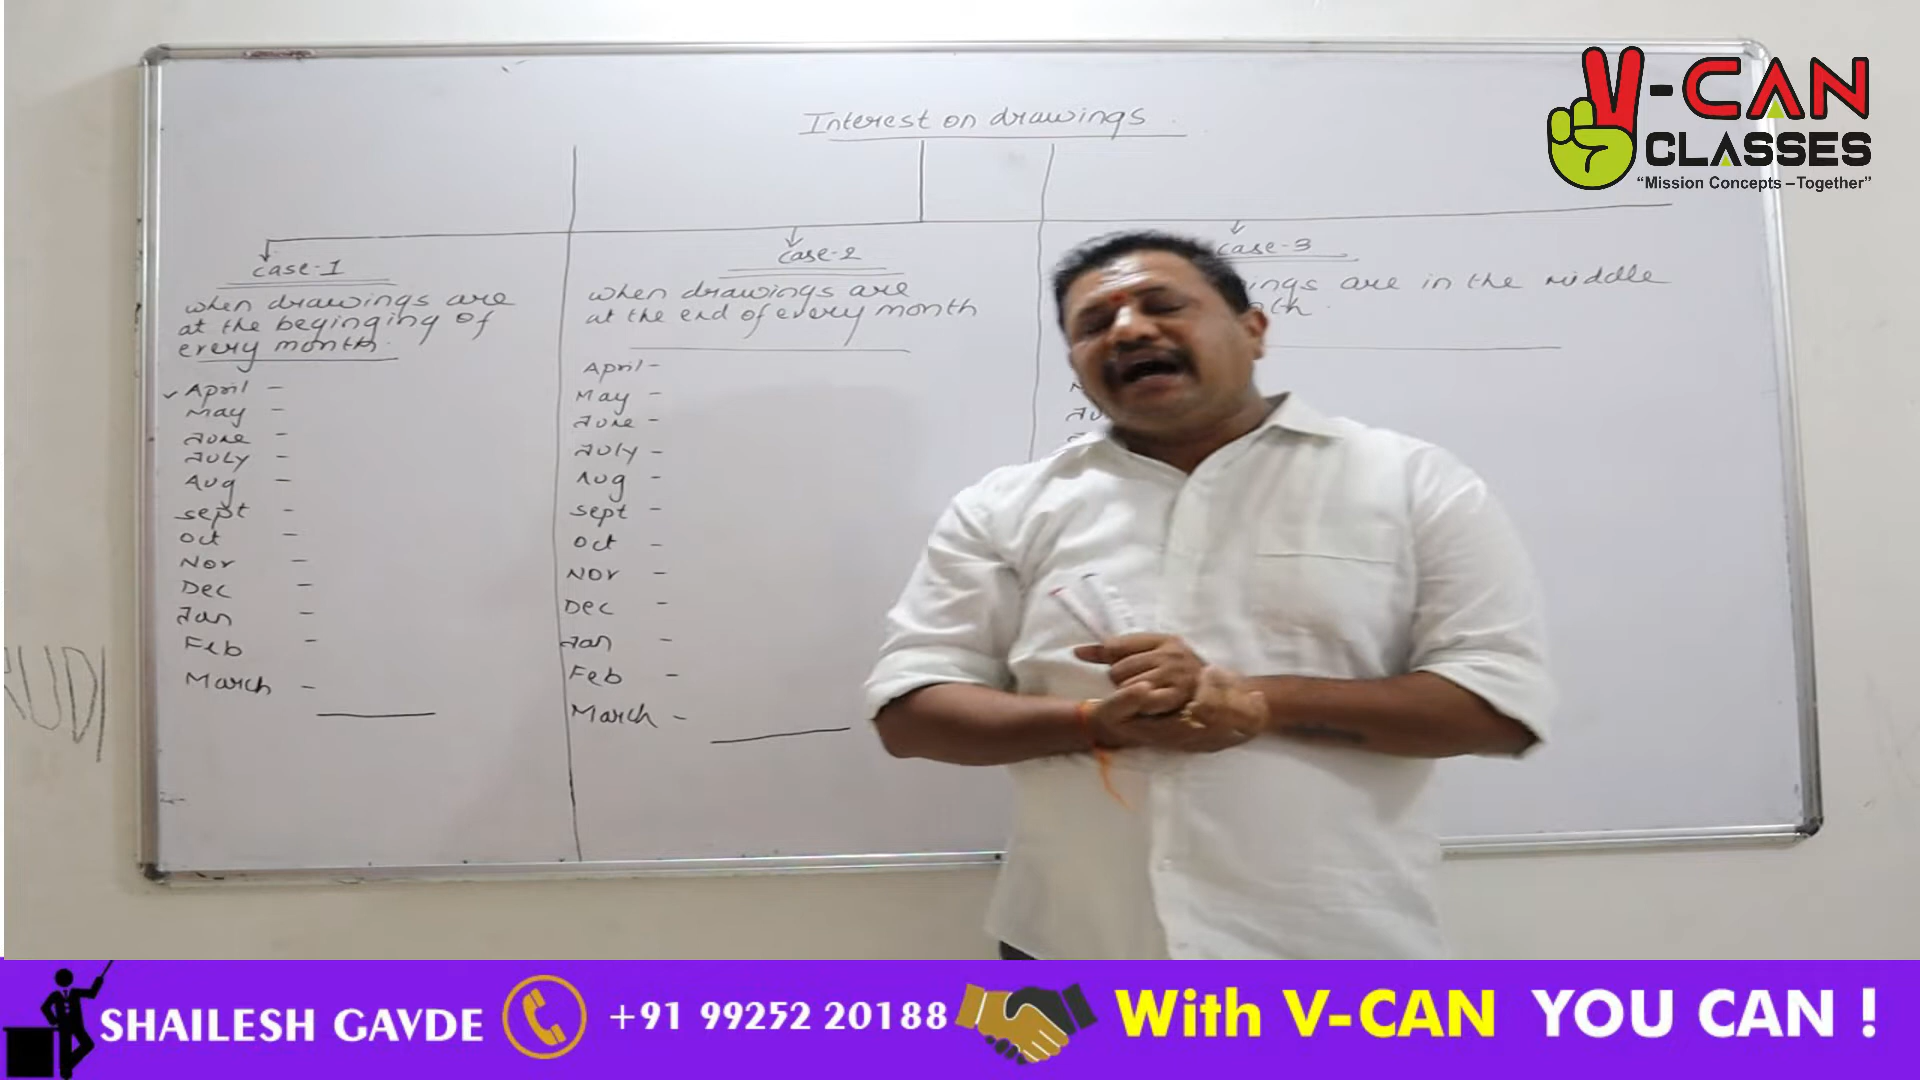 Interest on drawings
V-CAN
CLASSES
“Mission Concepts –Together”
Case-1
when drawings are
at the beginging of
every month.
April -
May -
June -
July -
Aug -
Sept -
Oct -
Nov -
Dec -
Jan -
Feb -
March -
Case-2
when drawings are
at the end of every month
April -
May -
June -
July -
Aug -
Sept -
Oct -
Nov -
Dec -
Jan -
Feb -
March -
Case-3
are in the middle
SHAILESH GAVDE
+91 99252 20188
With V-CAN YOU CAN !